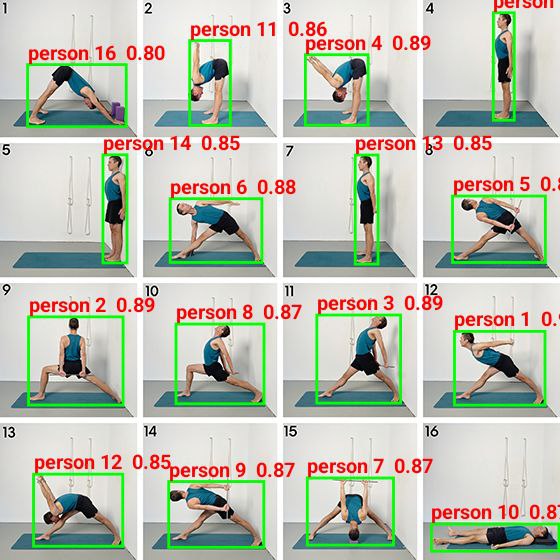 1
person 16 0.80
2
person 11 0.86
3
person 4 0.89
4
person
5
person 14 0.85
6
person 6 0.88
7
person 13 0.85
8
person 5 0.8
9
person 2 0.89
10
person 8 0.87
11
person 3 0.89
12
person 1 0.9
13
person 12 0.85
14
person 9 0.87
15
person 7 0.87
16
person 10 0.87